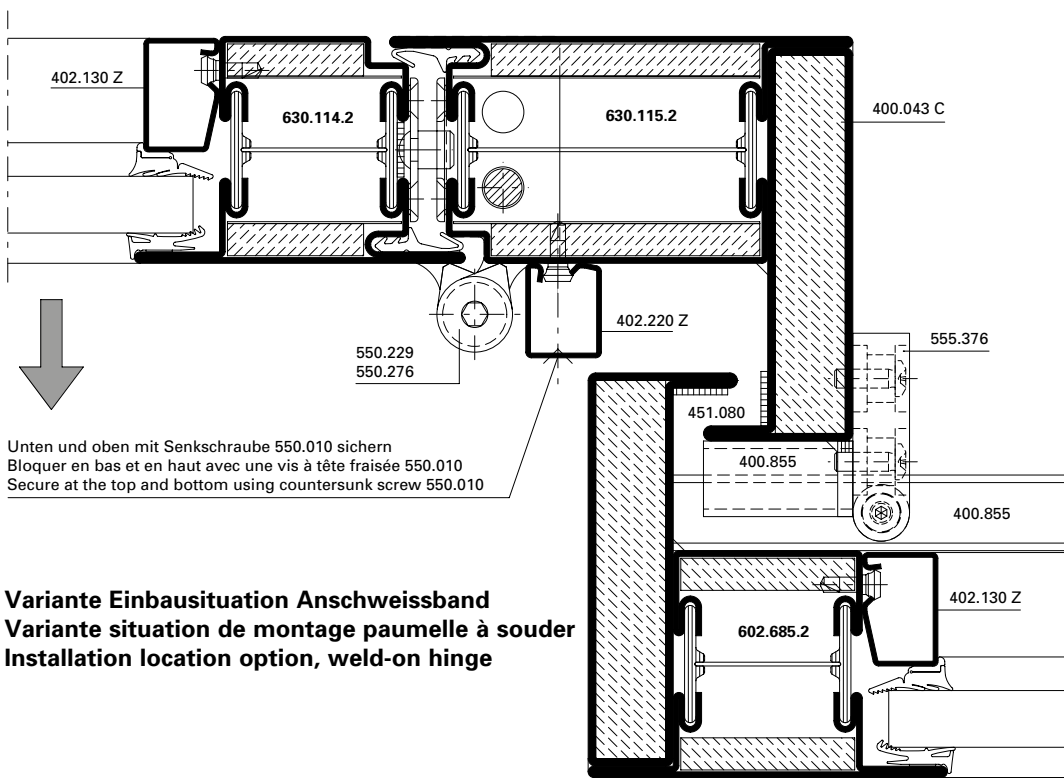 402.130 Z
630.114.2
630.115.2
400.043 C
402.220 Z
555.376
550.229
550.276
451.080
Unten und oben mit Senkschraube 550.010 sichern
Bloquer en bas et en haut avec une vis à tête fraisée 550.010
Secure at the top and bottom using countersunk screw 550.010
400.855
400.855
Variante Einbausituation Anschweissband
Variante situation de montage paumelle à souder
Installation location option, weld-on hinge
402.130 Z
602.685.2